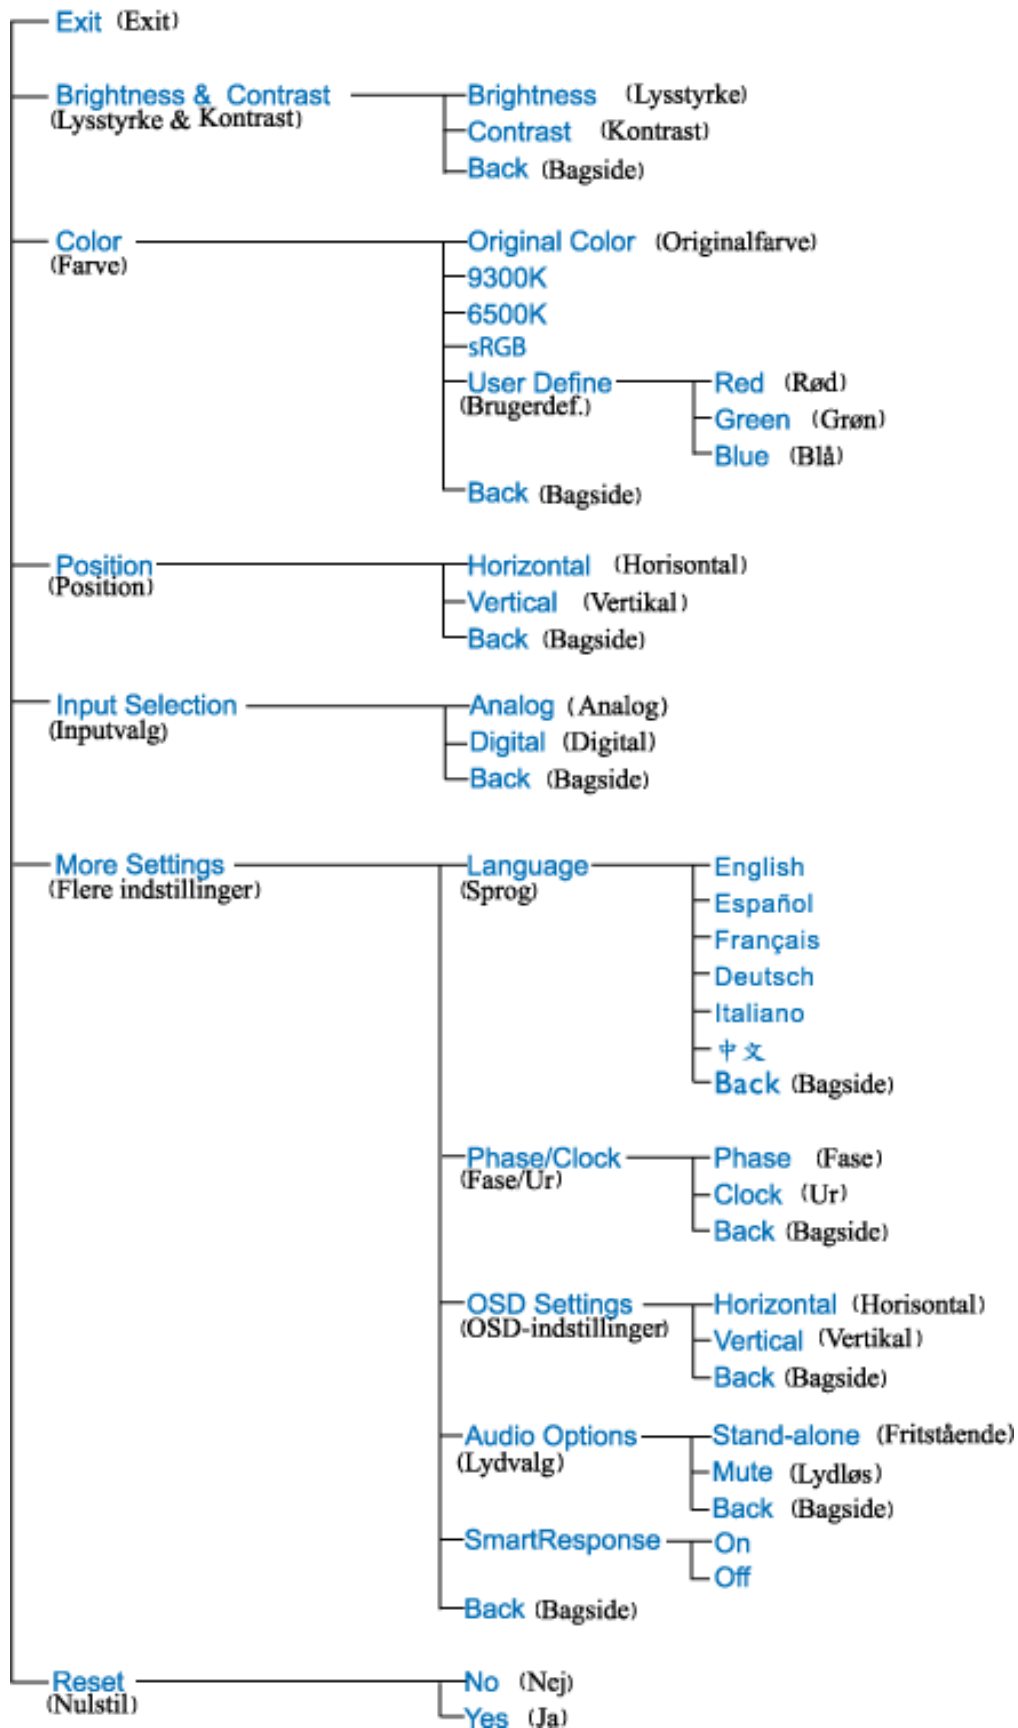 Exit (Exit)
Brightness & Contrast
(Lysstyrke & Kontrast)
Brightness (Lysstyrke)
Contrast (Kontrast)
Back (Bagside)
Color
(Farve)
Original Color (Originalfarve)
9300K
6500K
sRGB
User Define
(Brugerdef.)
Red (Rød)
Green (Grøn)
Blue (Blå)
Back (Bagside)
Position
(Position)
Horizontal (Horisontal)
Vertical (Vertikal)
Back (Bagside)
Input Selection
(Inputvalg)
Analog (Analog)
Digital (Digital)
Back (Bagside)
More Settings
(Flere indstillinger)
Language
(Sprog)
English
Español
Français
Deutsch
Italiano
中文
Back (Bagside)
Phase/Clock
(Fase/Ur)
Phase (Fase)
Clock (Ur)
Back (Bagside)
OSD Settings
(OSD-indstillinger)
Horizontal (Horisontal)
Vertical (Vertikal)
Back (Bagside)
Audio Options
(Lydvalg)
Stand-alone (Fritstående)
Mute (Lydløs)
Back (Bagside)
SmartResponse
On
Off
Back (Bagside)
Reset
(Nulstil)
No (Nej)
Yes (Ja)